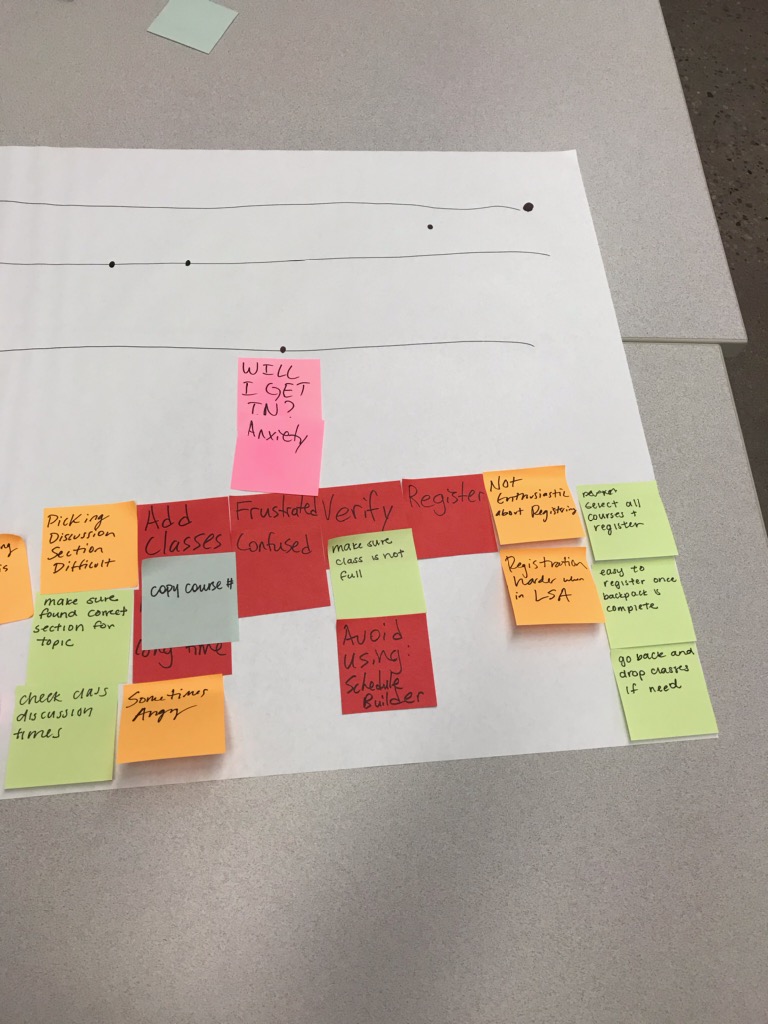 WILL
I GET
IN?
Anxiety
Picking
Discussion
Section
Difficult
make sure
found correct
section for
topic
check class
discussion
times
Add
Classes
copy course #
long time
Sometimes
Angry
Frustrated
Confused
Verify
make sure
class is not
full
Avoid
Using:
Schedule
Builder
Register
Not
Enthusiastic
about Registering
Registration
harder when
in LSA
select all
courses +
register
easy to
register once
backpack is
complete
go back and
drop classes
if need